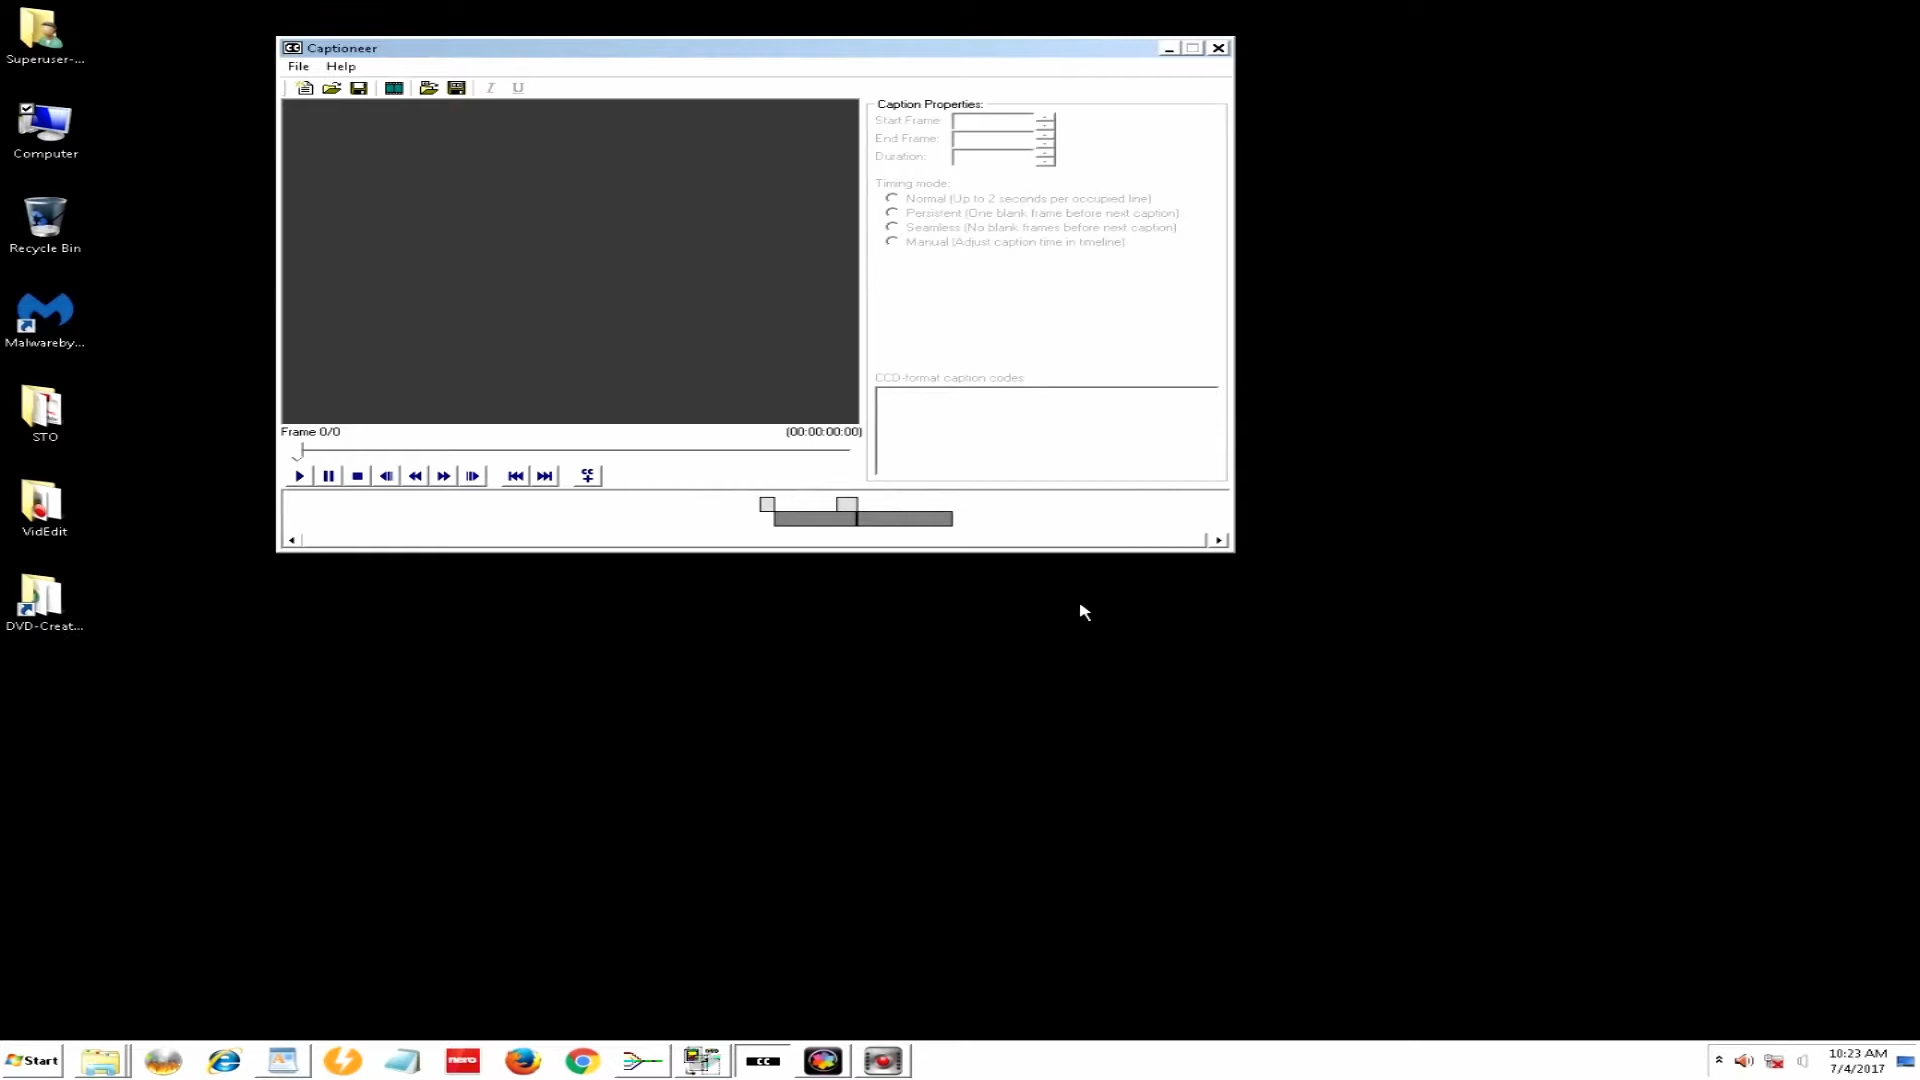 Superuser-...
Computer
Recycle Bin
Malwareby...
STO
VidEdit
DVD-Creat...
CC Captioneer
File Help
I U
Caption Properties:
Start Frame:
End Frame:
Duration:
Timing mode:
Normal (Up to 2 seconds per occupied line)
Persistent (One blank frame before next caption)
Seamless (No blank frames before next caption)
Manual (Adjust caption time in timeline)
CCD-format caption codes
Frame 0/0 (00:00:00:00)
CC
Start
nero
CC
10:23 AM
7/4/2017